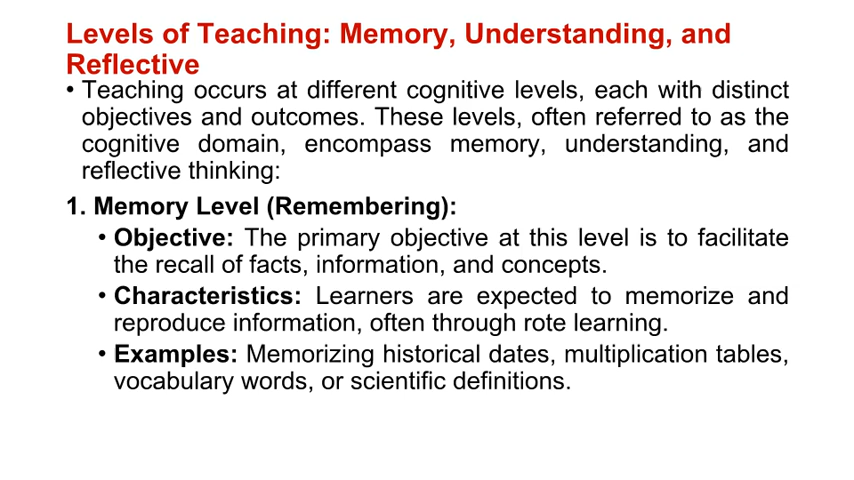 Levels of Teaching: Memory, Understanding, and
Reflective
• Teaching occurs at different cognitive levels, each with distinct
objectives and outcomes. These levels, often referred to as the
cognitive domain, encompass memory, understanding, and
reflective thinking:
1. Memory Level (Remembering):
• Objective: The primary objective at this level is to facilitate
the recall of facts, information, and concepts.
• Characteristics: Learners are expected to memorize and
reproduce information, often through rote learning.
• Examples: Memorizing historical dates, multiplication tables,
vocabulary words, or scientific definitions.